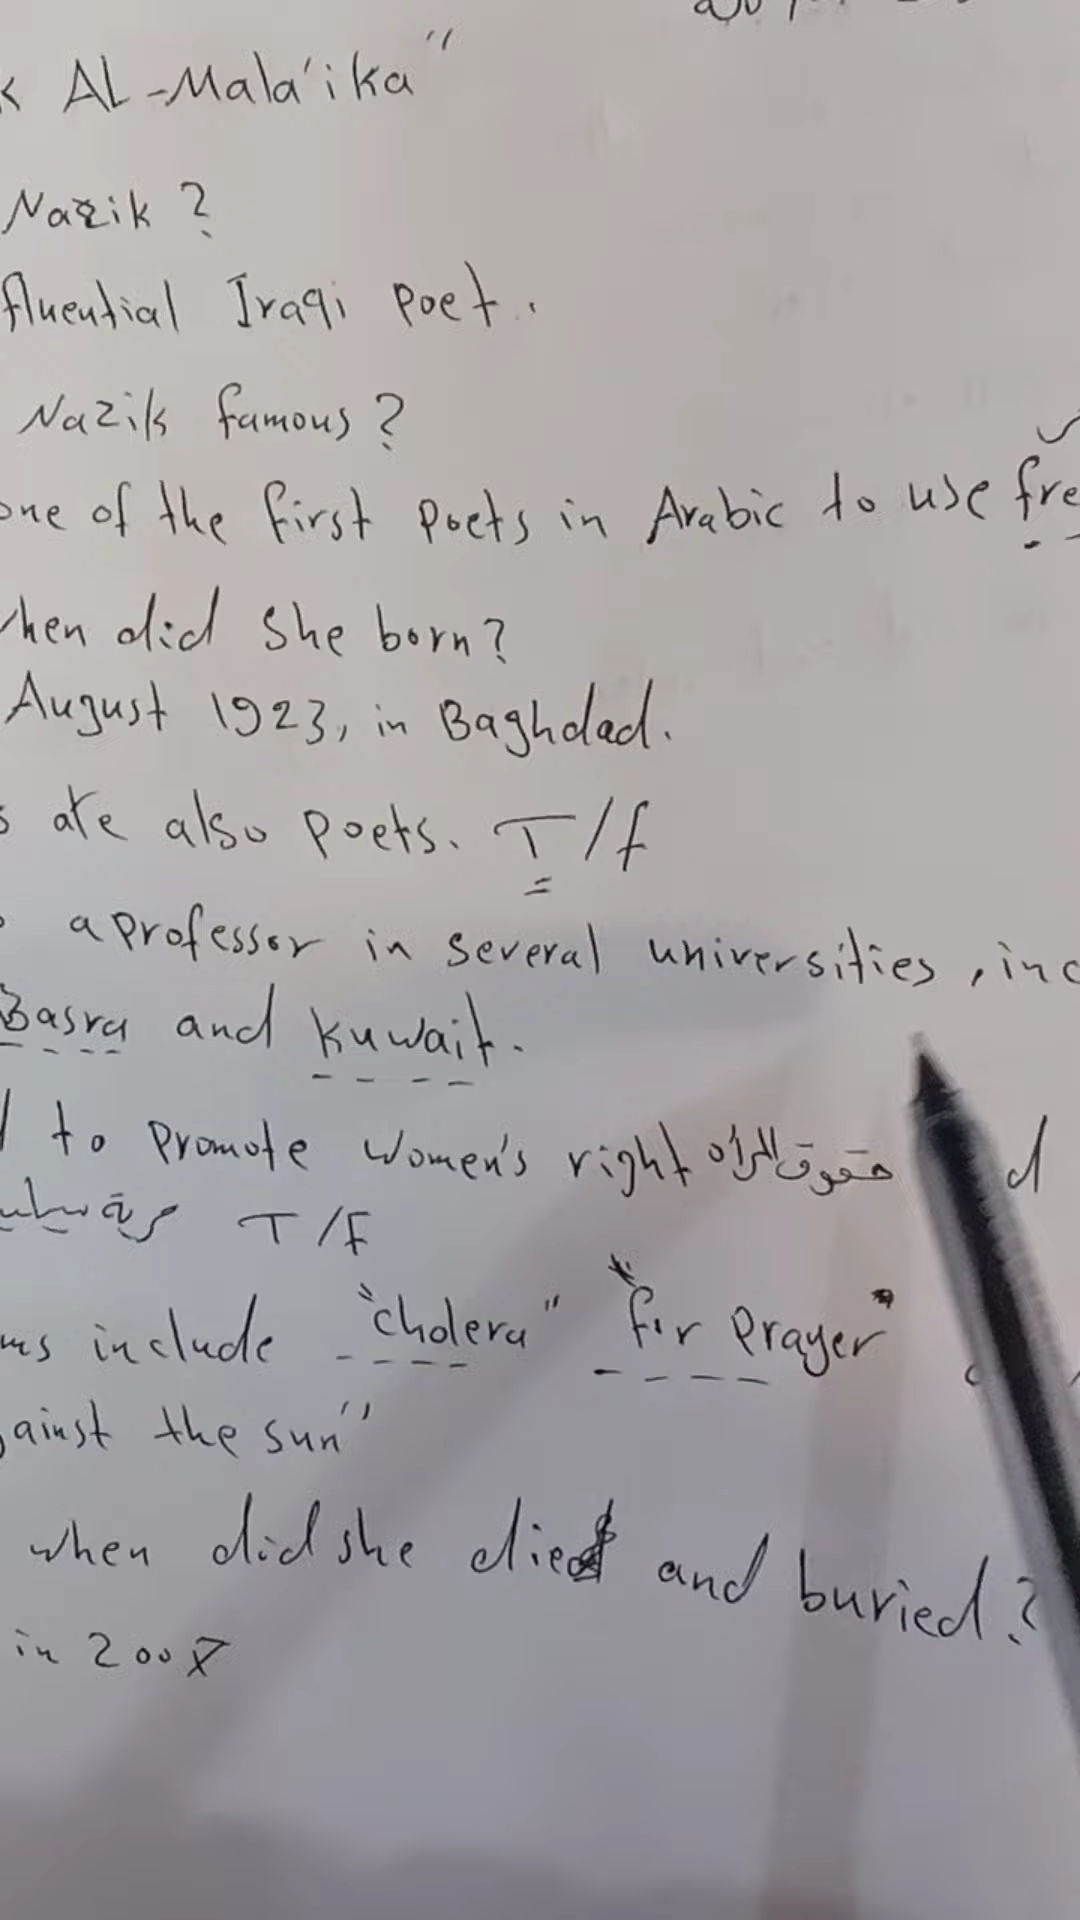 Al-Mala'ika"
Nazik ?
fluential Iraqi poet.
Nazik famous ?
one of the first poets in Arabic to use fre
hen did she born?
August 1923, in Baghdad.
s are also poets. T/f
a professor in several universities, inc
Basra and Kuwait.
to promote women's right حقوق المرأة d
T/F
ms include "cholera" "for prayer"
gainst the sun"
when did she die and buried?
in 2007